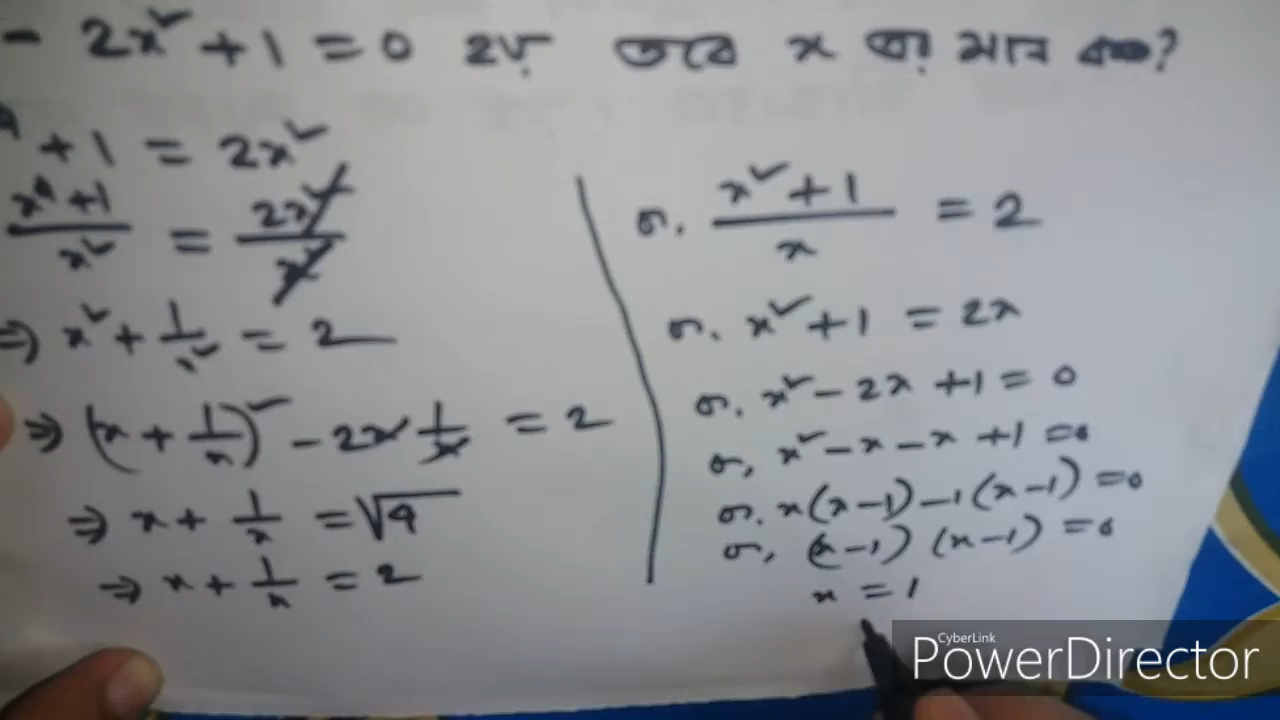 - 2x² + 1 = 0 হয় তবে x এর মান কত?
⁴ + 1 = 2x²
x⁴ + 1 / x² = 2x² / x²
⇒ x² + 1/x² = 2
⇒ (x + 1/x)² - 2x 1/x = 2
⇒ x + 1/x = √4
⇒ x + 1/x = 2
বা, x² + 1 / x = 2
বা, x² + 1 = 2x
বা, x² - 2x + 1 = 0
বা, x² - x - x + 1 = 0
বা, x(x-1) - 1(x-1) = 0
বা, (x-1) (x-1) = 0
x = 1
CyberLink
PowerDirector